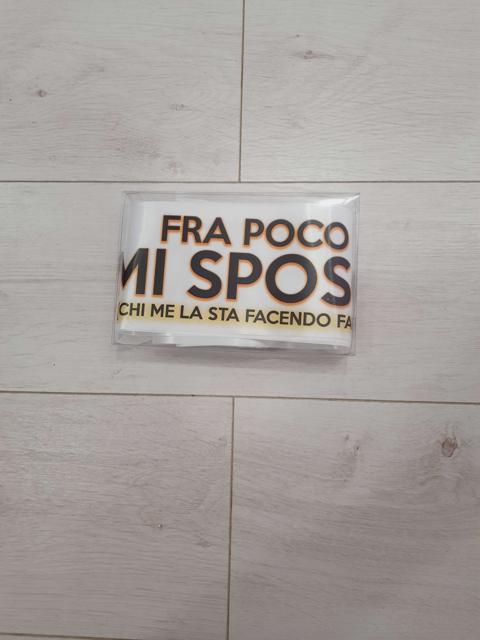 FRA POCO
MI SPOS
CHI ME LA STA FACENDO FA